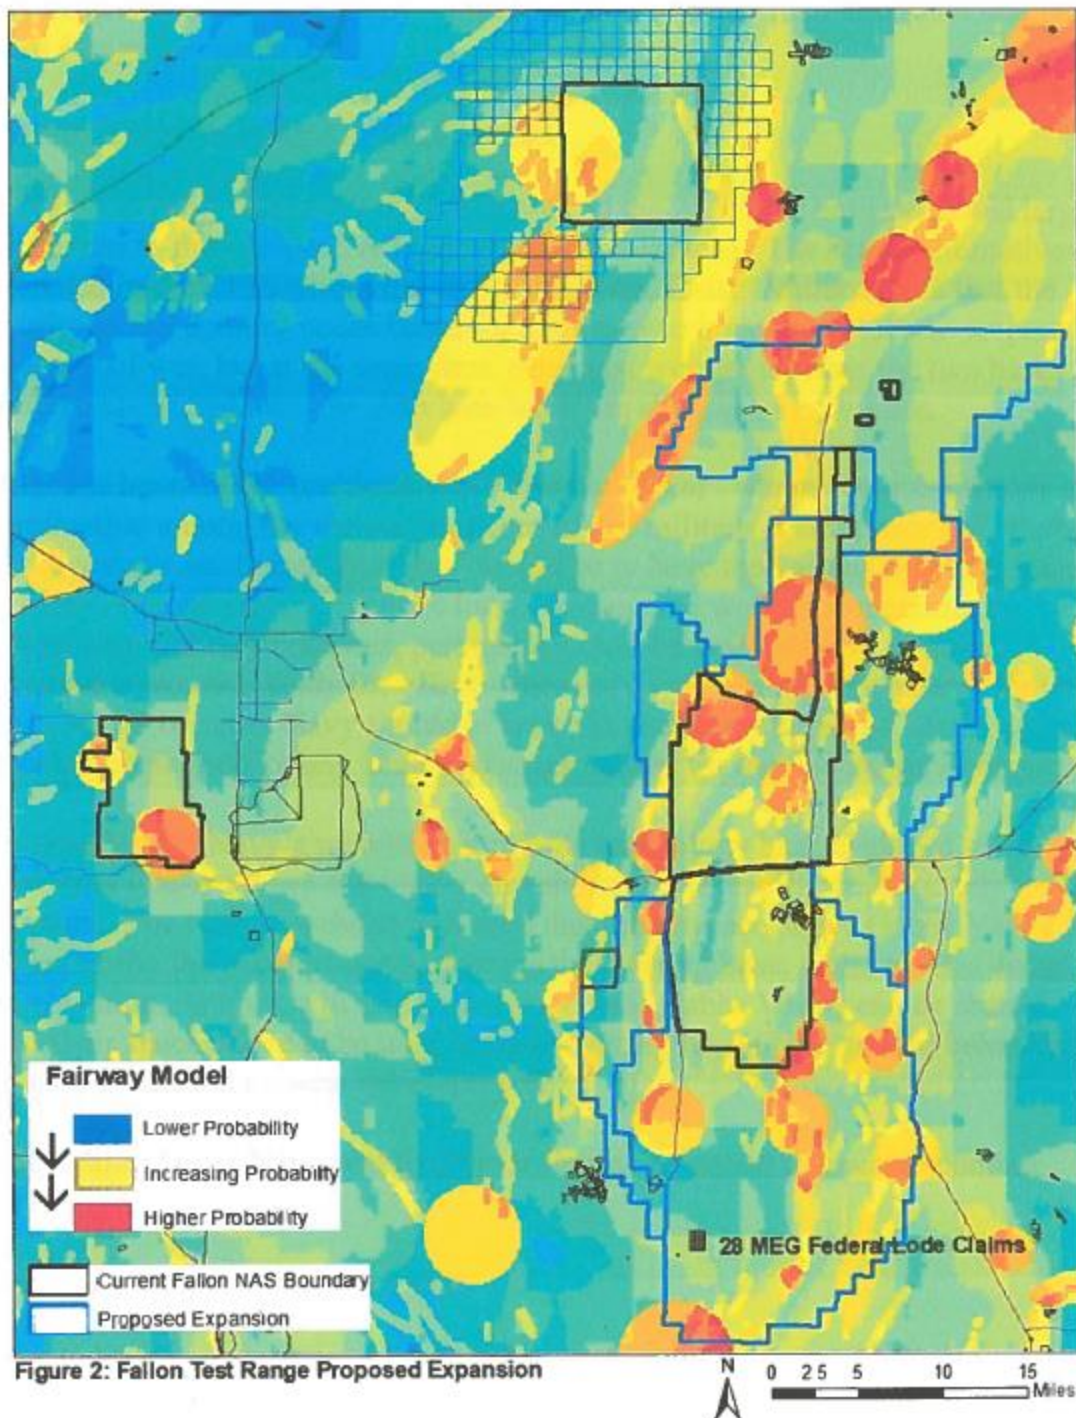 28 MEG Federal Lode Claims
Fairway Model
Lower Probability
Increasing Probability
Higher Probability
Current Fallon NAS Boundary
Proposed Expansion
Figure 2: Fallon Test Range Proposed Expansion
N
0 2 5 5 10 15
Miles